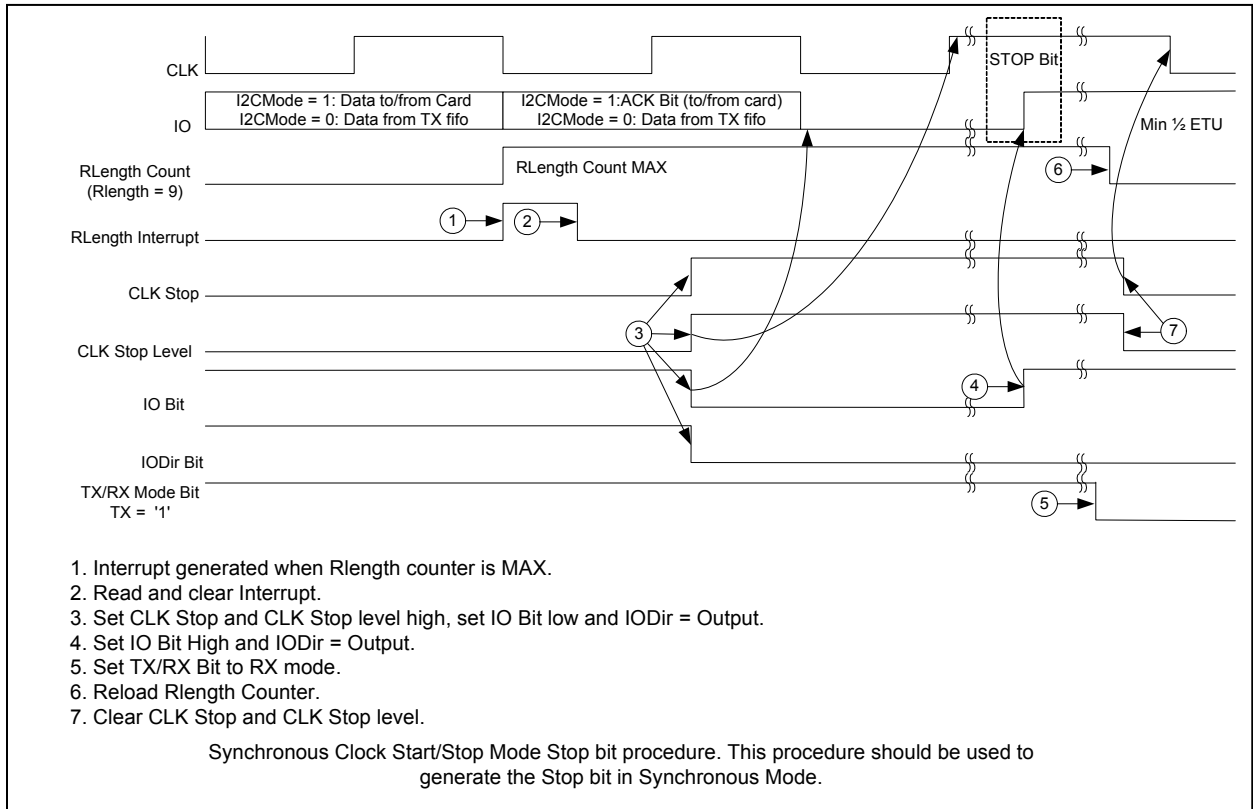 CLK
STOP Bit
I2CMode = 1: Data to/from Card
I2CMode = 0: Data from TX fifo
I2CMode = 1:ACK Bit (to/from card)
I2CMode = 0: Data from TX fifo
IO
Min ½ ETU
RLength Count
(Rlength = 9)
RLength Count MAX
6
1
2
RLength Interrupt
CLK Stop
3
7
CLK Stop Level
4
IO Bit
IODir Bit
TX/RX Mode Bit
TX = '1'
5
1. Interrupt generated when Rlength counter is MAX.
2. Read and clear Interrupt.
3. Set CLK Stop and CLK Stop level high, set IO Bit low and IODir = Output.
4. Set IO Bit High and IODir = Output.
5. Set TX/RX Bit to RX mode.
6. Reload Rlength Counter.
7. Clear CLK Stop and CLK Stop level.
Synchronous Clock Start/Stop Mode Stop bit procedure. This procedure should be used to
generate the Stop bit in Synchronous Mode.